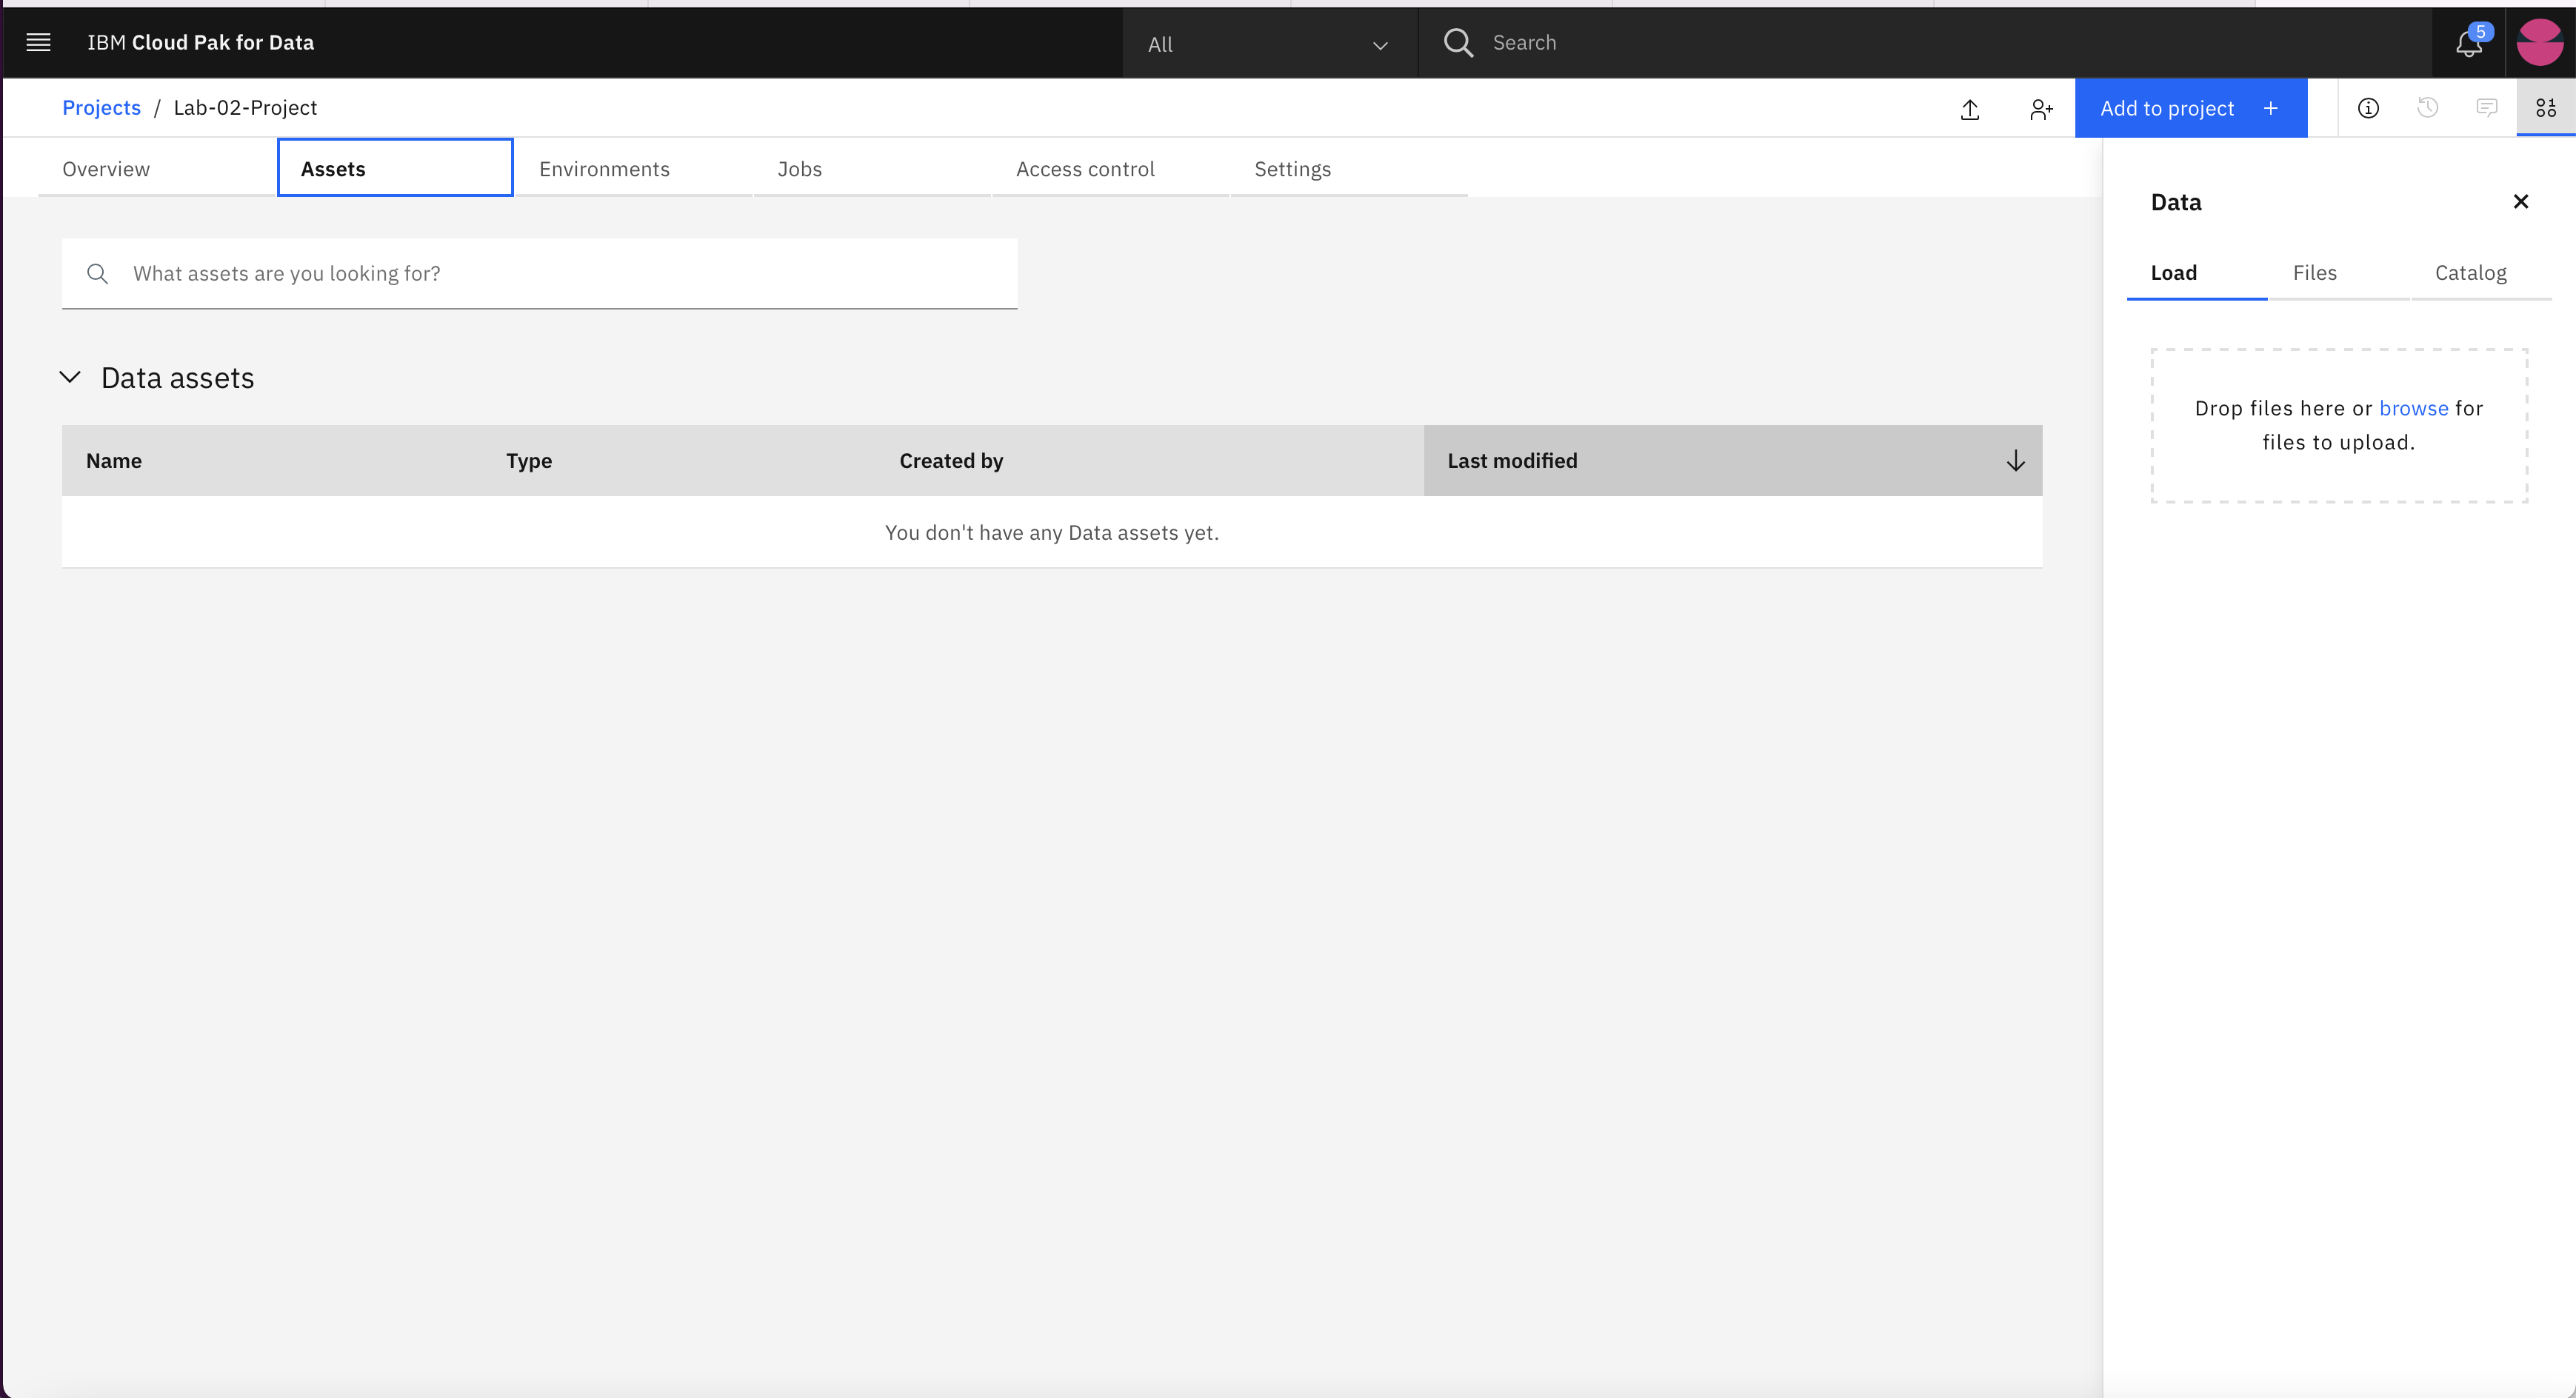 IBM Cloud Pak for Data
All
Search
5
Projects / Lab-02-Project
Add to project +
Overview
Assets
Environments
Jobs
Access control
Settings
What assets are you looking for?
Data assets
Name
Type
Created by
Last modified
You don't have any Data assets yet.
Data
Load
Files
Catalog
Drop files here or browse for
files to upload.